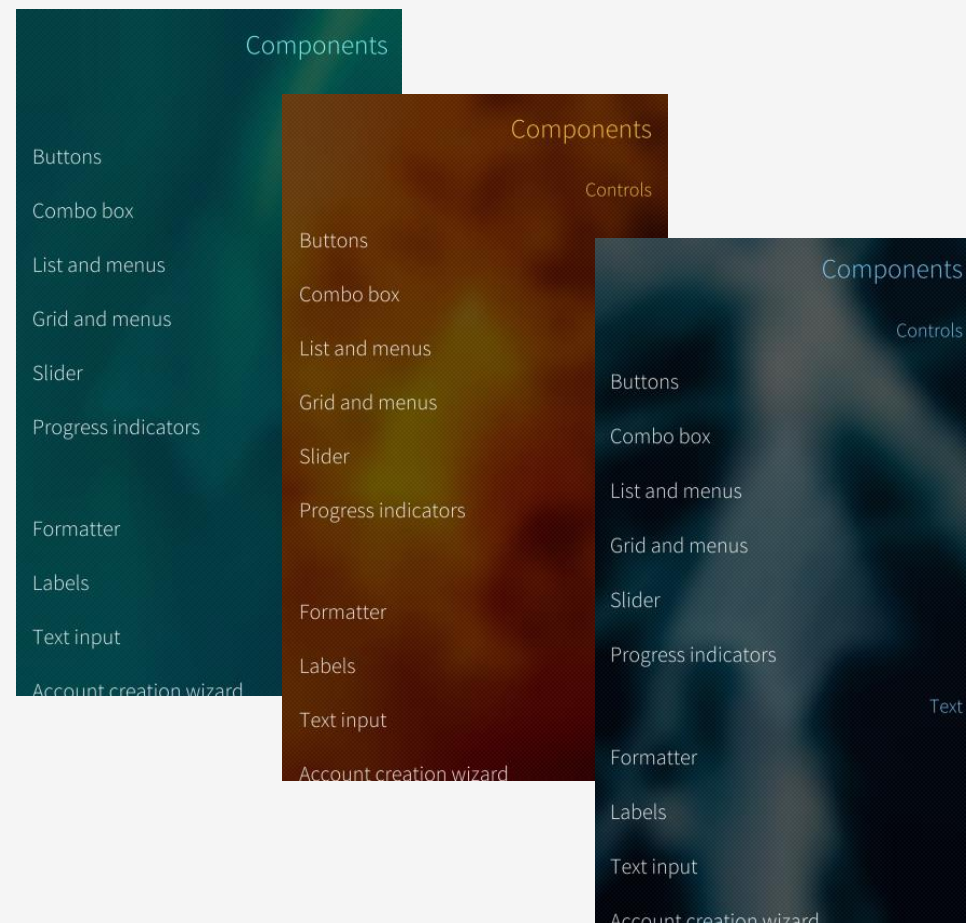 Components
Buttons
Combo box
List and menus
Grid and menus
Slider
Progress indicators
Formatter
Labels
Text input
Account creation wizard
Components
Controls
Buttons
Combo box
List and menus
Grid and menus
Slider
Progress indicators
Formatter
Labels
Text input
Account creation wizard
Components
Controls
Buttons
Combo box
List and menus
Grid and menus
Slider
Progress indicators
Text
Formatter
Labels
Text input
Account creation wizard